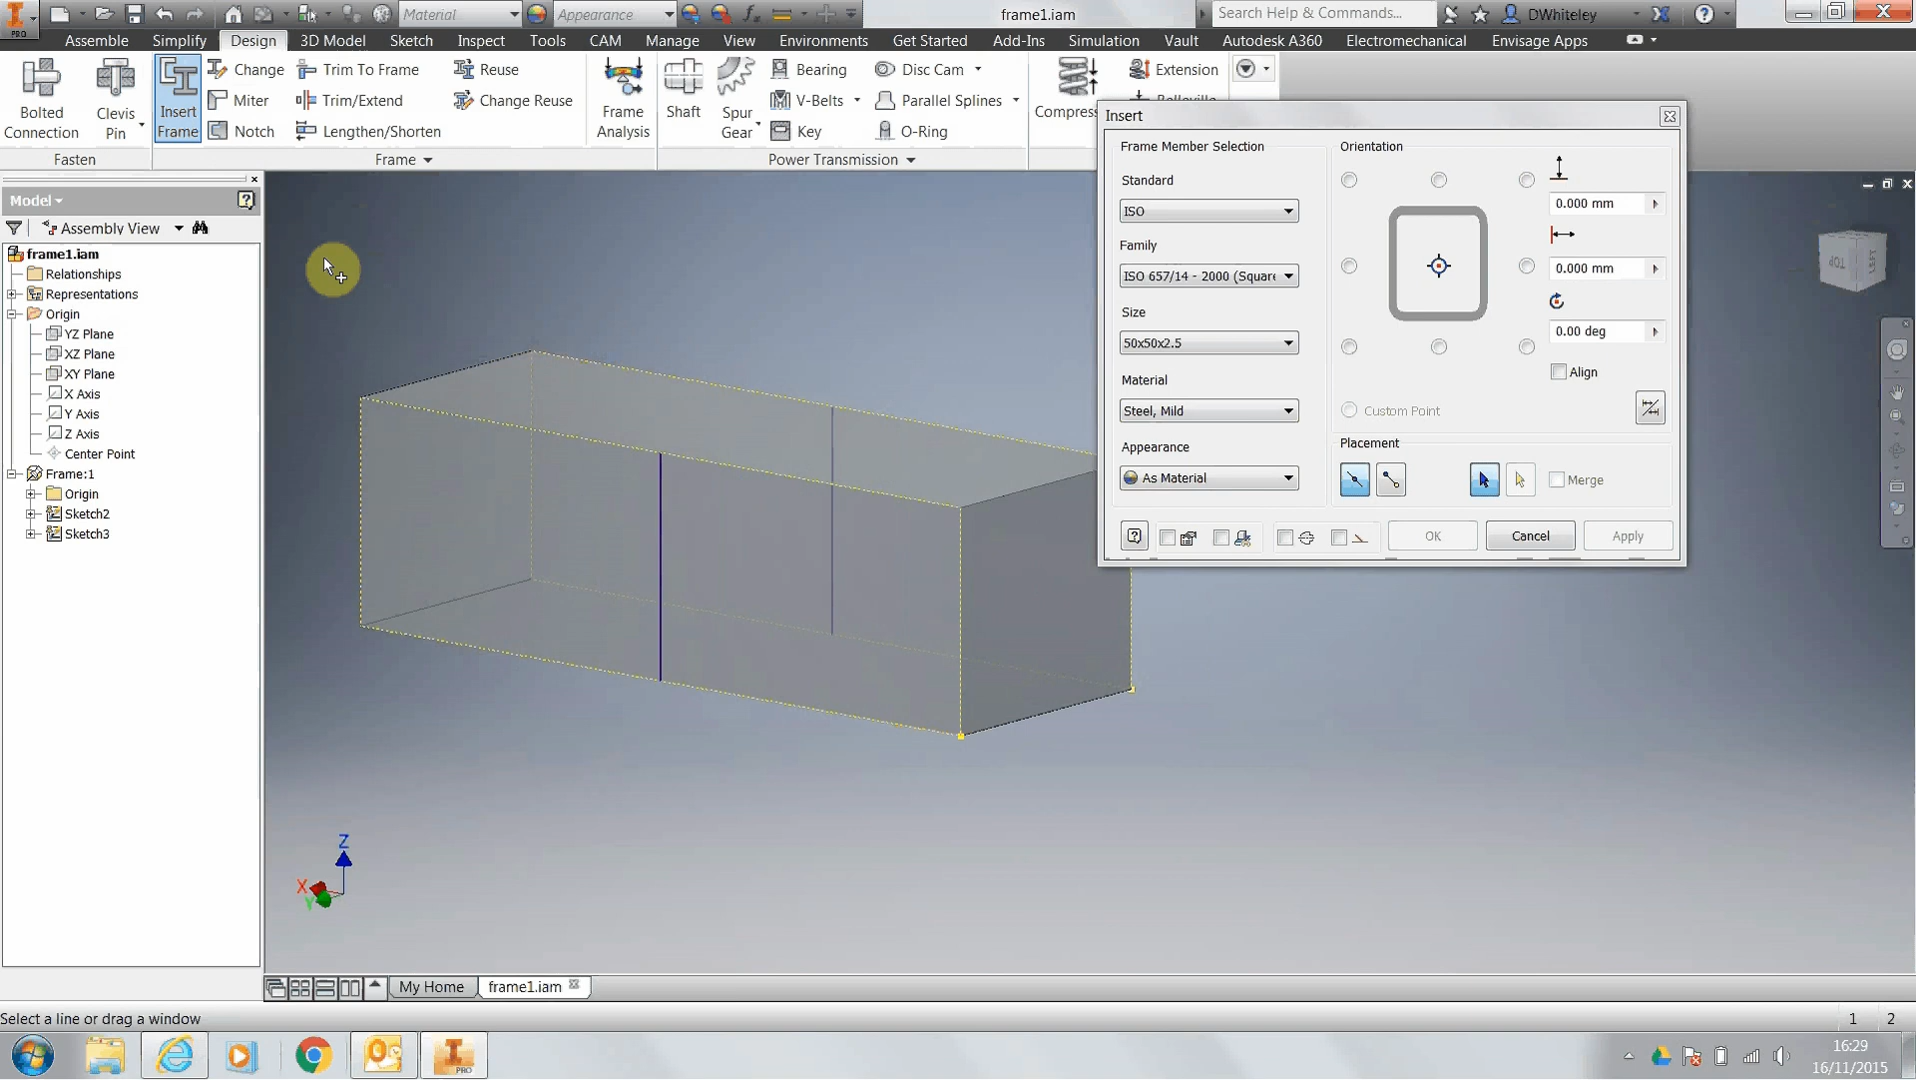 Material
Appearance
frame1.iam
Search Help & Commands...
DWhiteley
PRO
Assemble
Simplify
Design
3D Model
Sketch
Inspect
Tools
CAM
Manage
View
Environments
Get Started
Add-Ins
Simulation
Vault
Autodesk A360
Electromechanical
Envisage Apps
Bolted
Connection
Clevis
Pin
Insert
Frame
Change
Miter
Notch
Trim To Frame
Trim/Extend
Lengthen/Shorten
Reuse
Change Reuse
Frame
Analysis
Shaft
Spur
Gear
Bearing
V-Belts
Key
Disc Cam
Parallel Splines
O-Ring
Compress
Extension
Fasten
Frame
Power Transmission
Model
Assembly View
frame1.iam
Relationships
Representations
Origin
YZ Plane
XZ Plane
XY Plane
X Axis
Y Axis
Z Axis
Center Point
Frame:1
Origin
Sketch2
Sketch3
Insert
Frame Member Selection
Standard
ISO
Family
ISO 657/14 - 2000 (Square
Size
50x50x2.5
Material
Steel, Mild
Appearance
As Material
Orientation
0.000 mm
0.000 mm
0.00 deg
Align
Custom Point
Placement
Merge
OK
Cancel
Apply
TOP
Z
X
Y
My Home
frame1.iam
Select a line or drag a window
1
2
PRO
16:29
16/11/2015